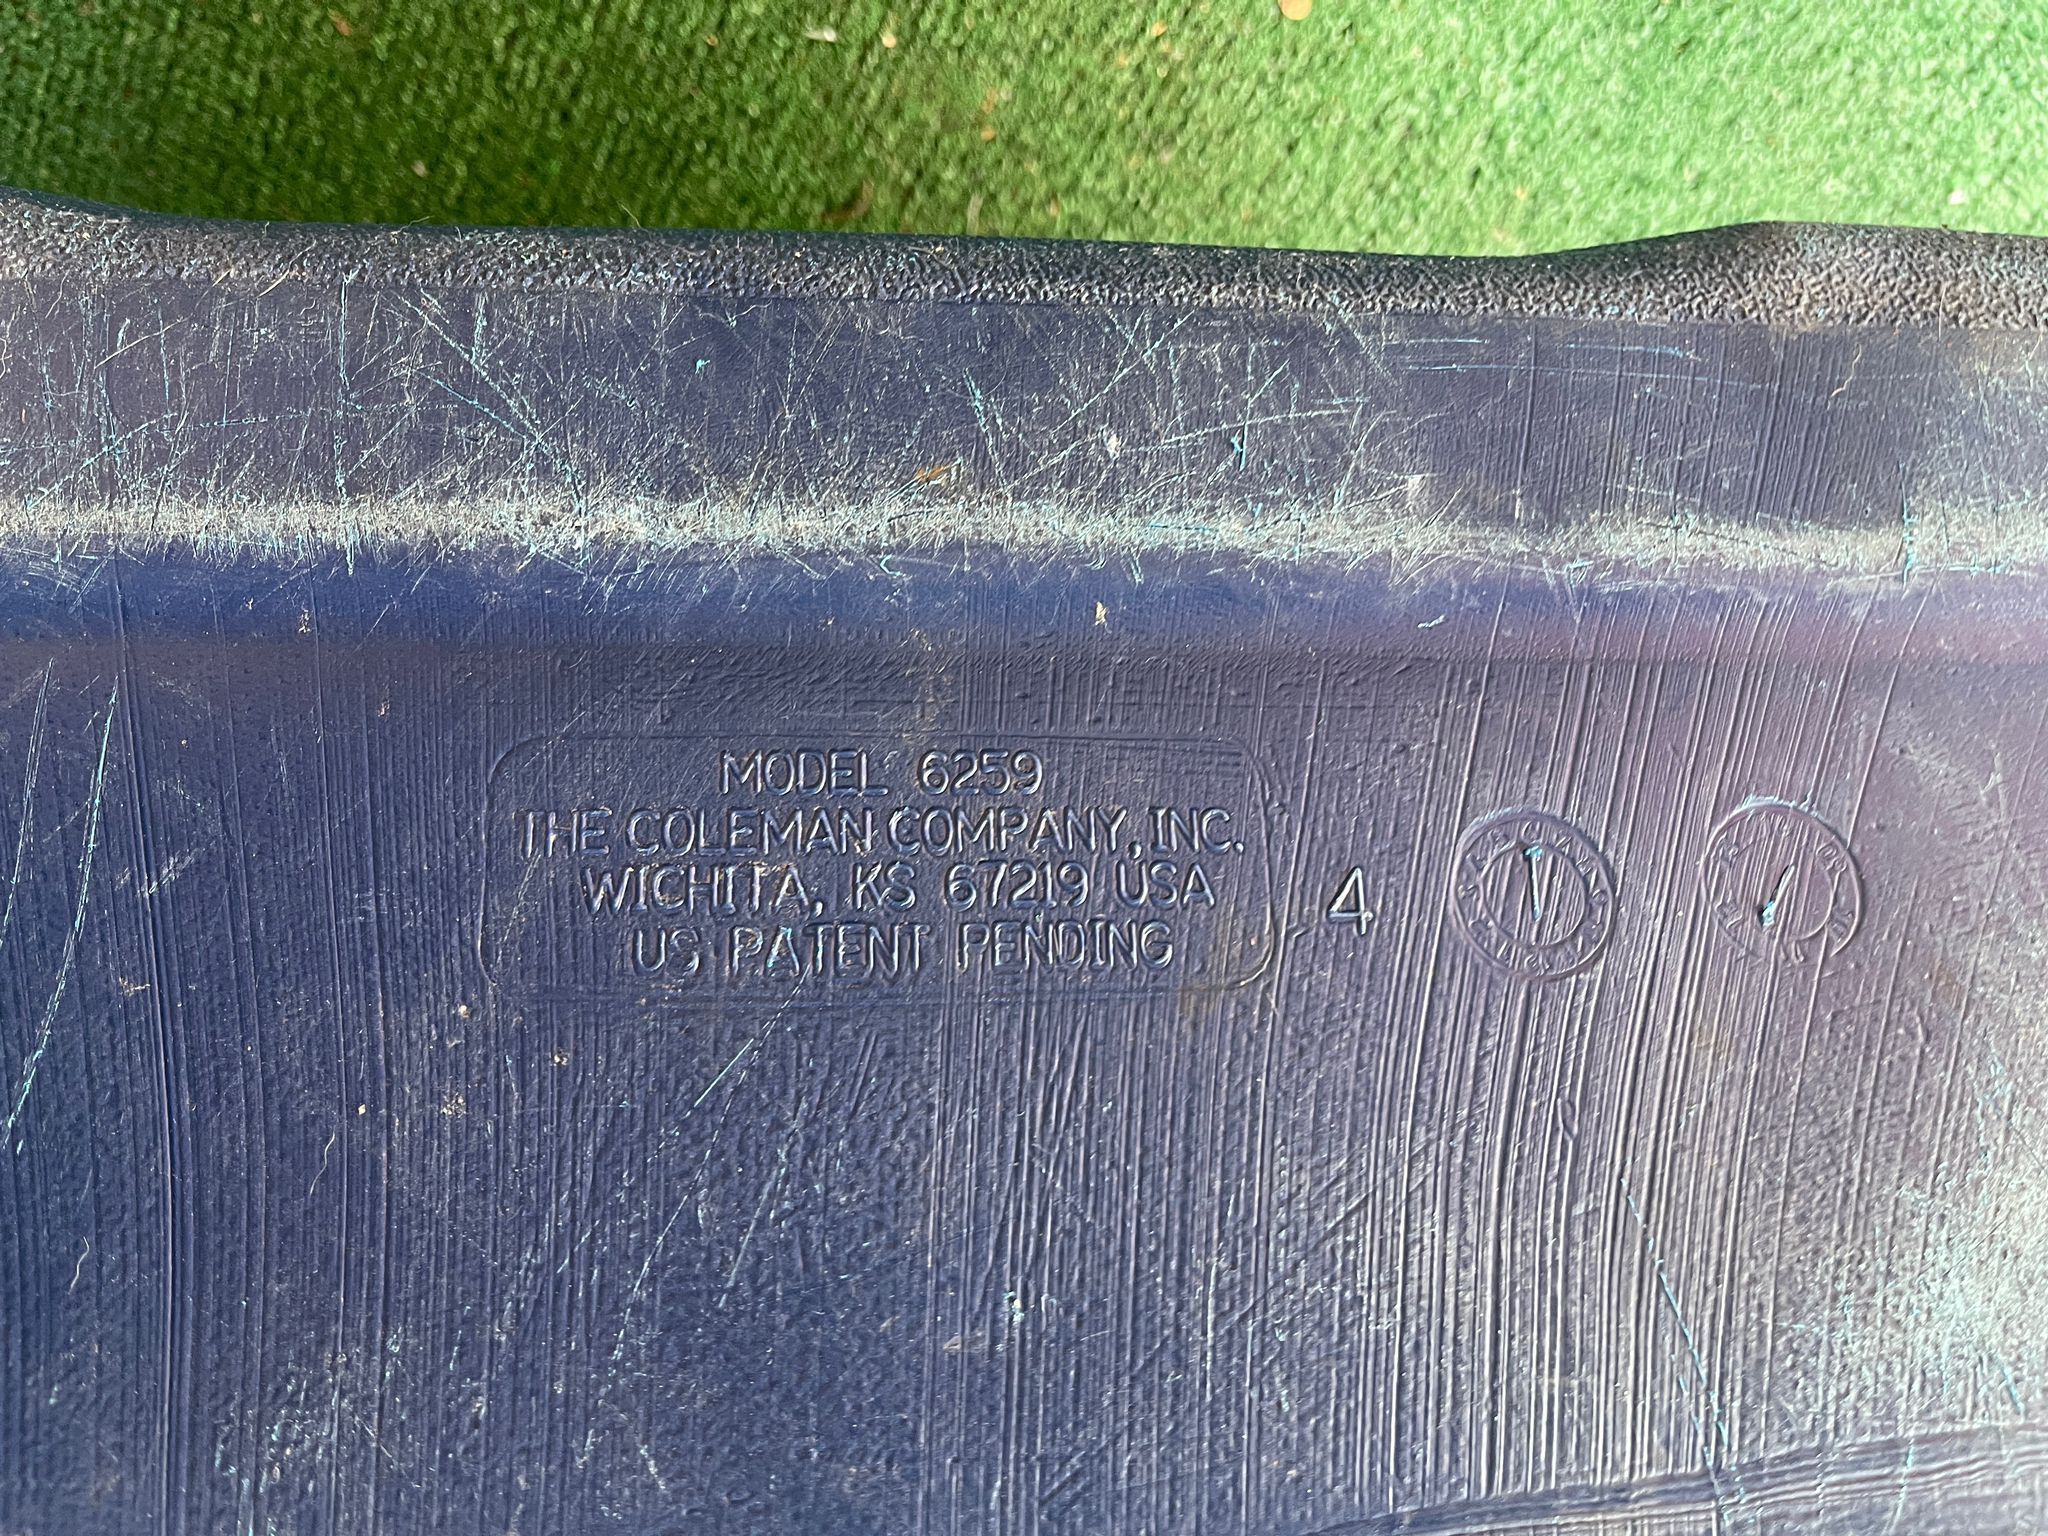 MODEL 6259
THE COLEMAN COMPANY, INC.
WICHITA, KS 67219 USA
US PATENT PENDING
4